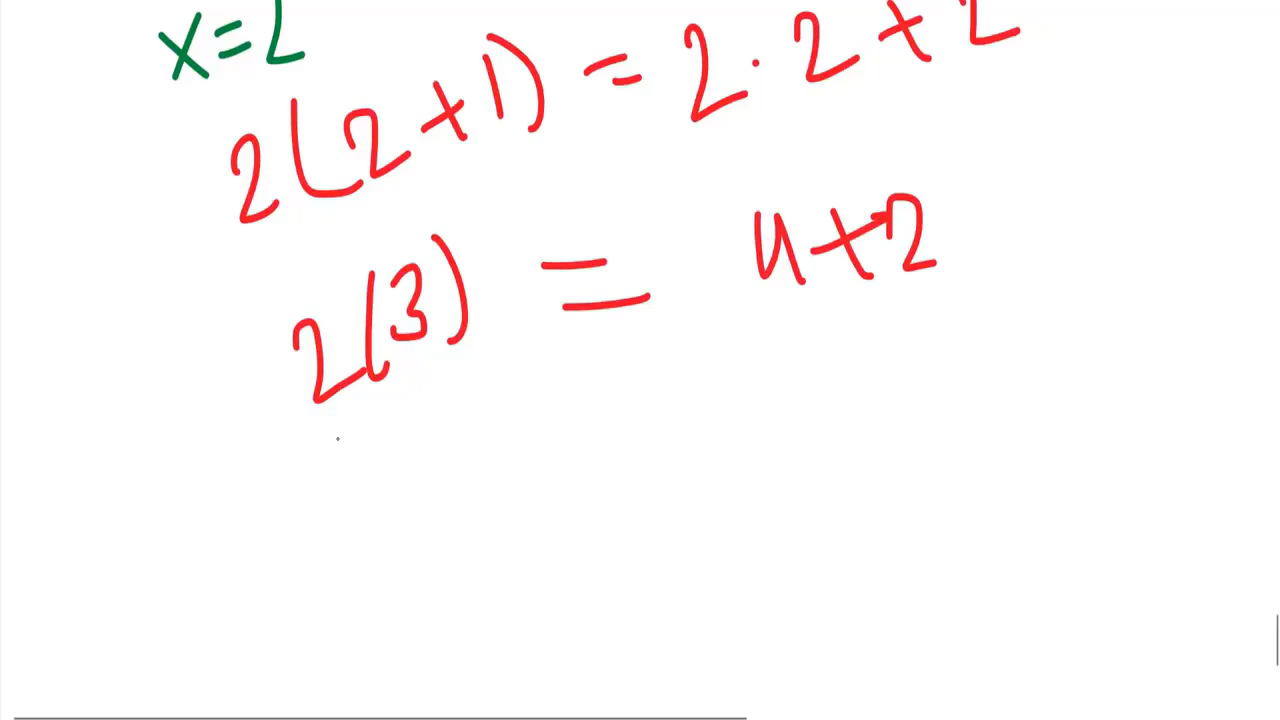 x=2
2(2+1) = 2·2+2
2(3) = 4+2